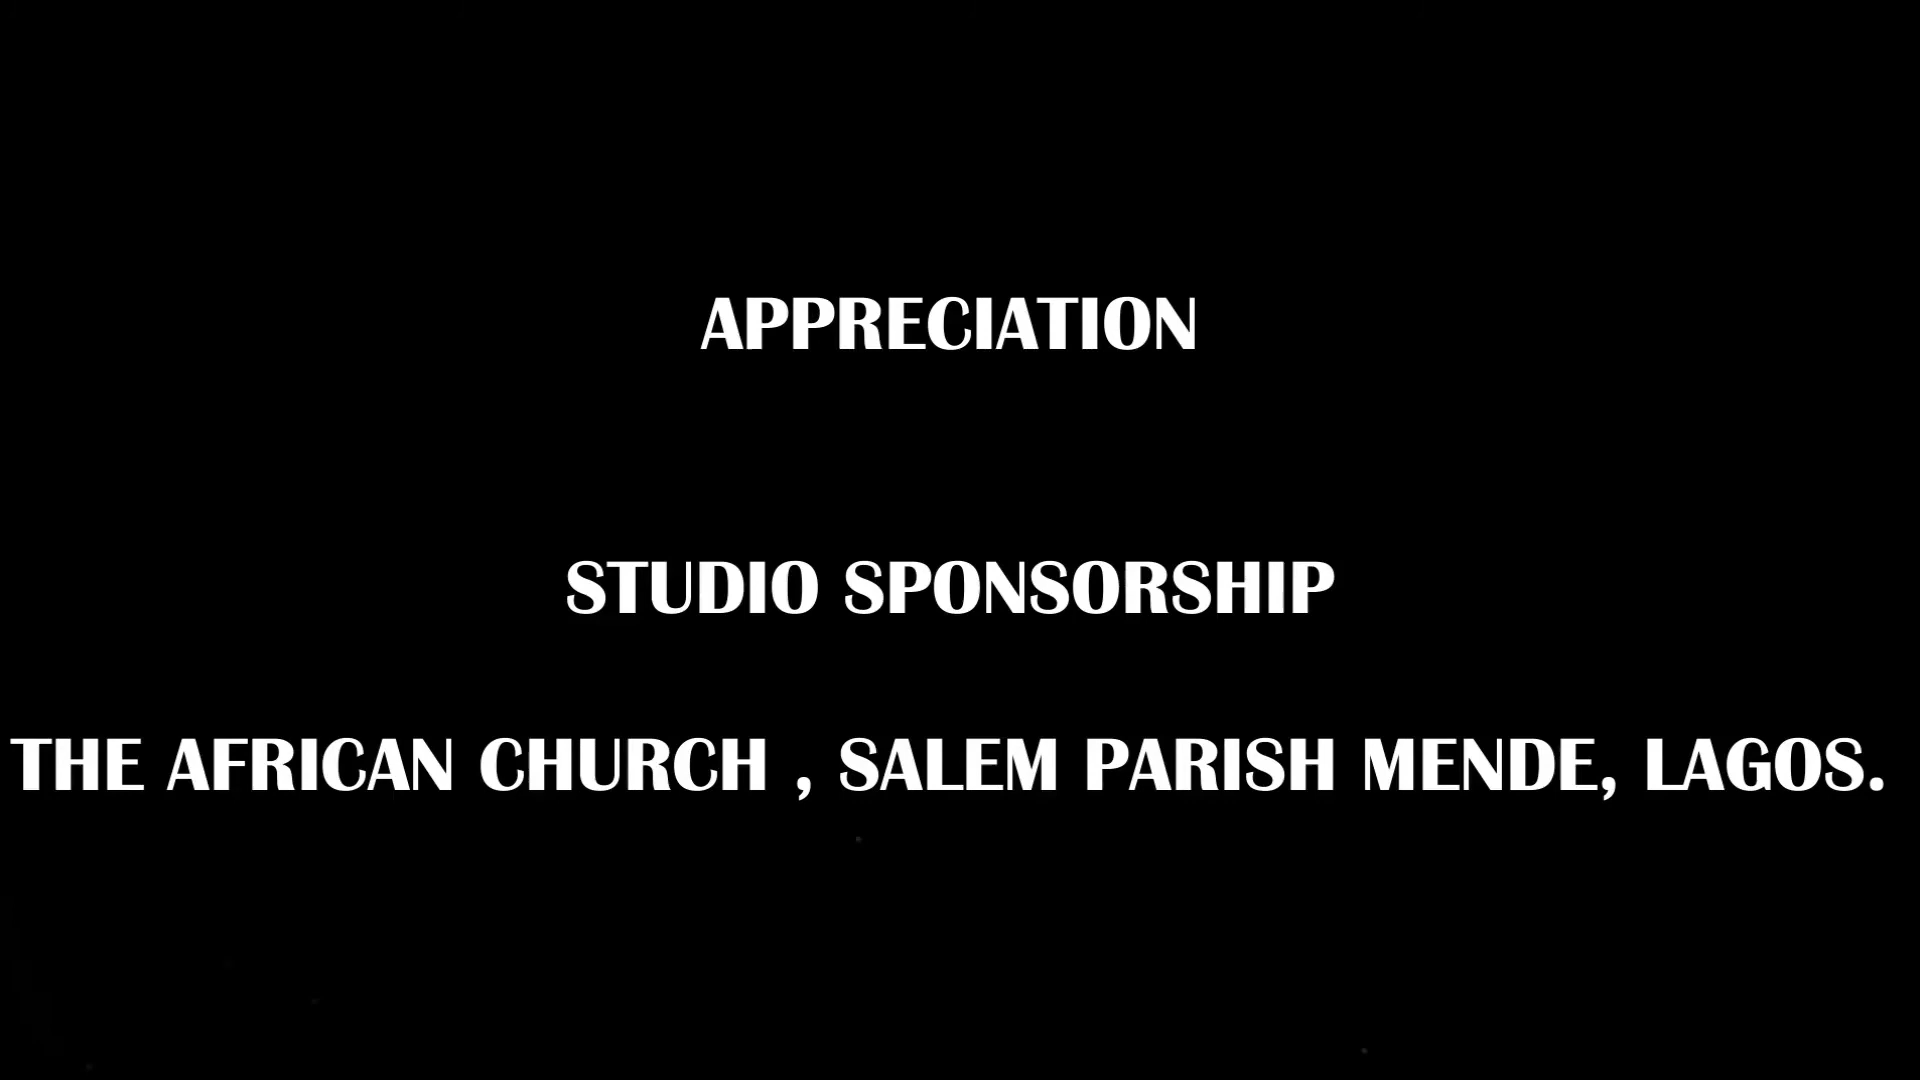 APPRECIATION
STUDIO SPONSORSHIP
THE AFRICAN CHURCH , SALEM PARISH MENDE, LAGOS.